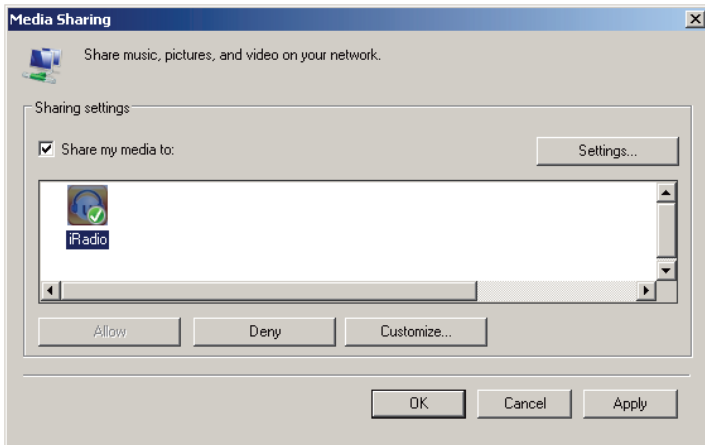 Media Sharing
Share music, pictures, and video on your network.
Sharing settings
Share my media to:
Settings...
iRadio
Allow
Deny
Customize...
OK
Cancel
Apply